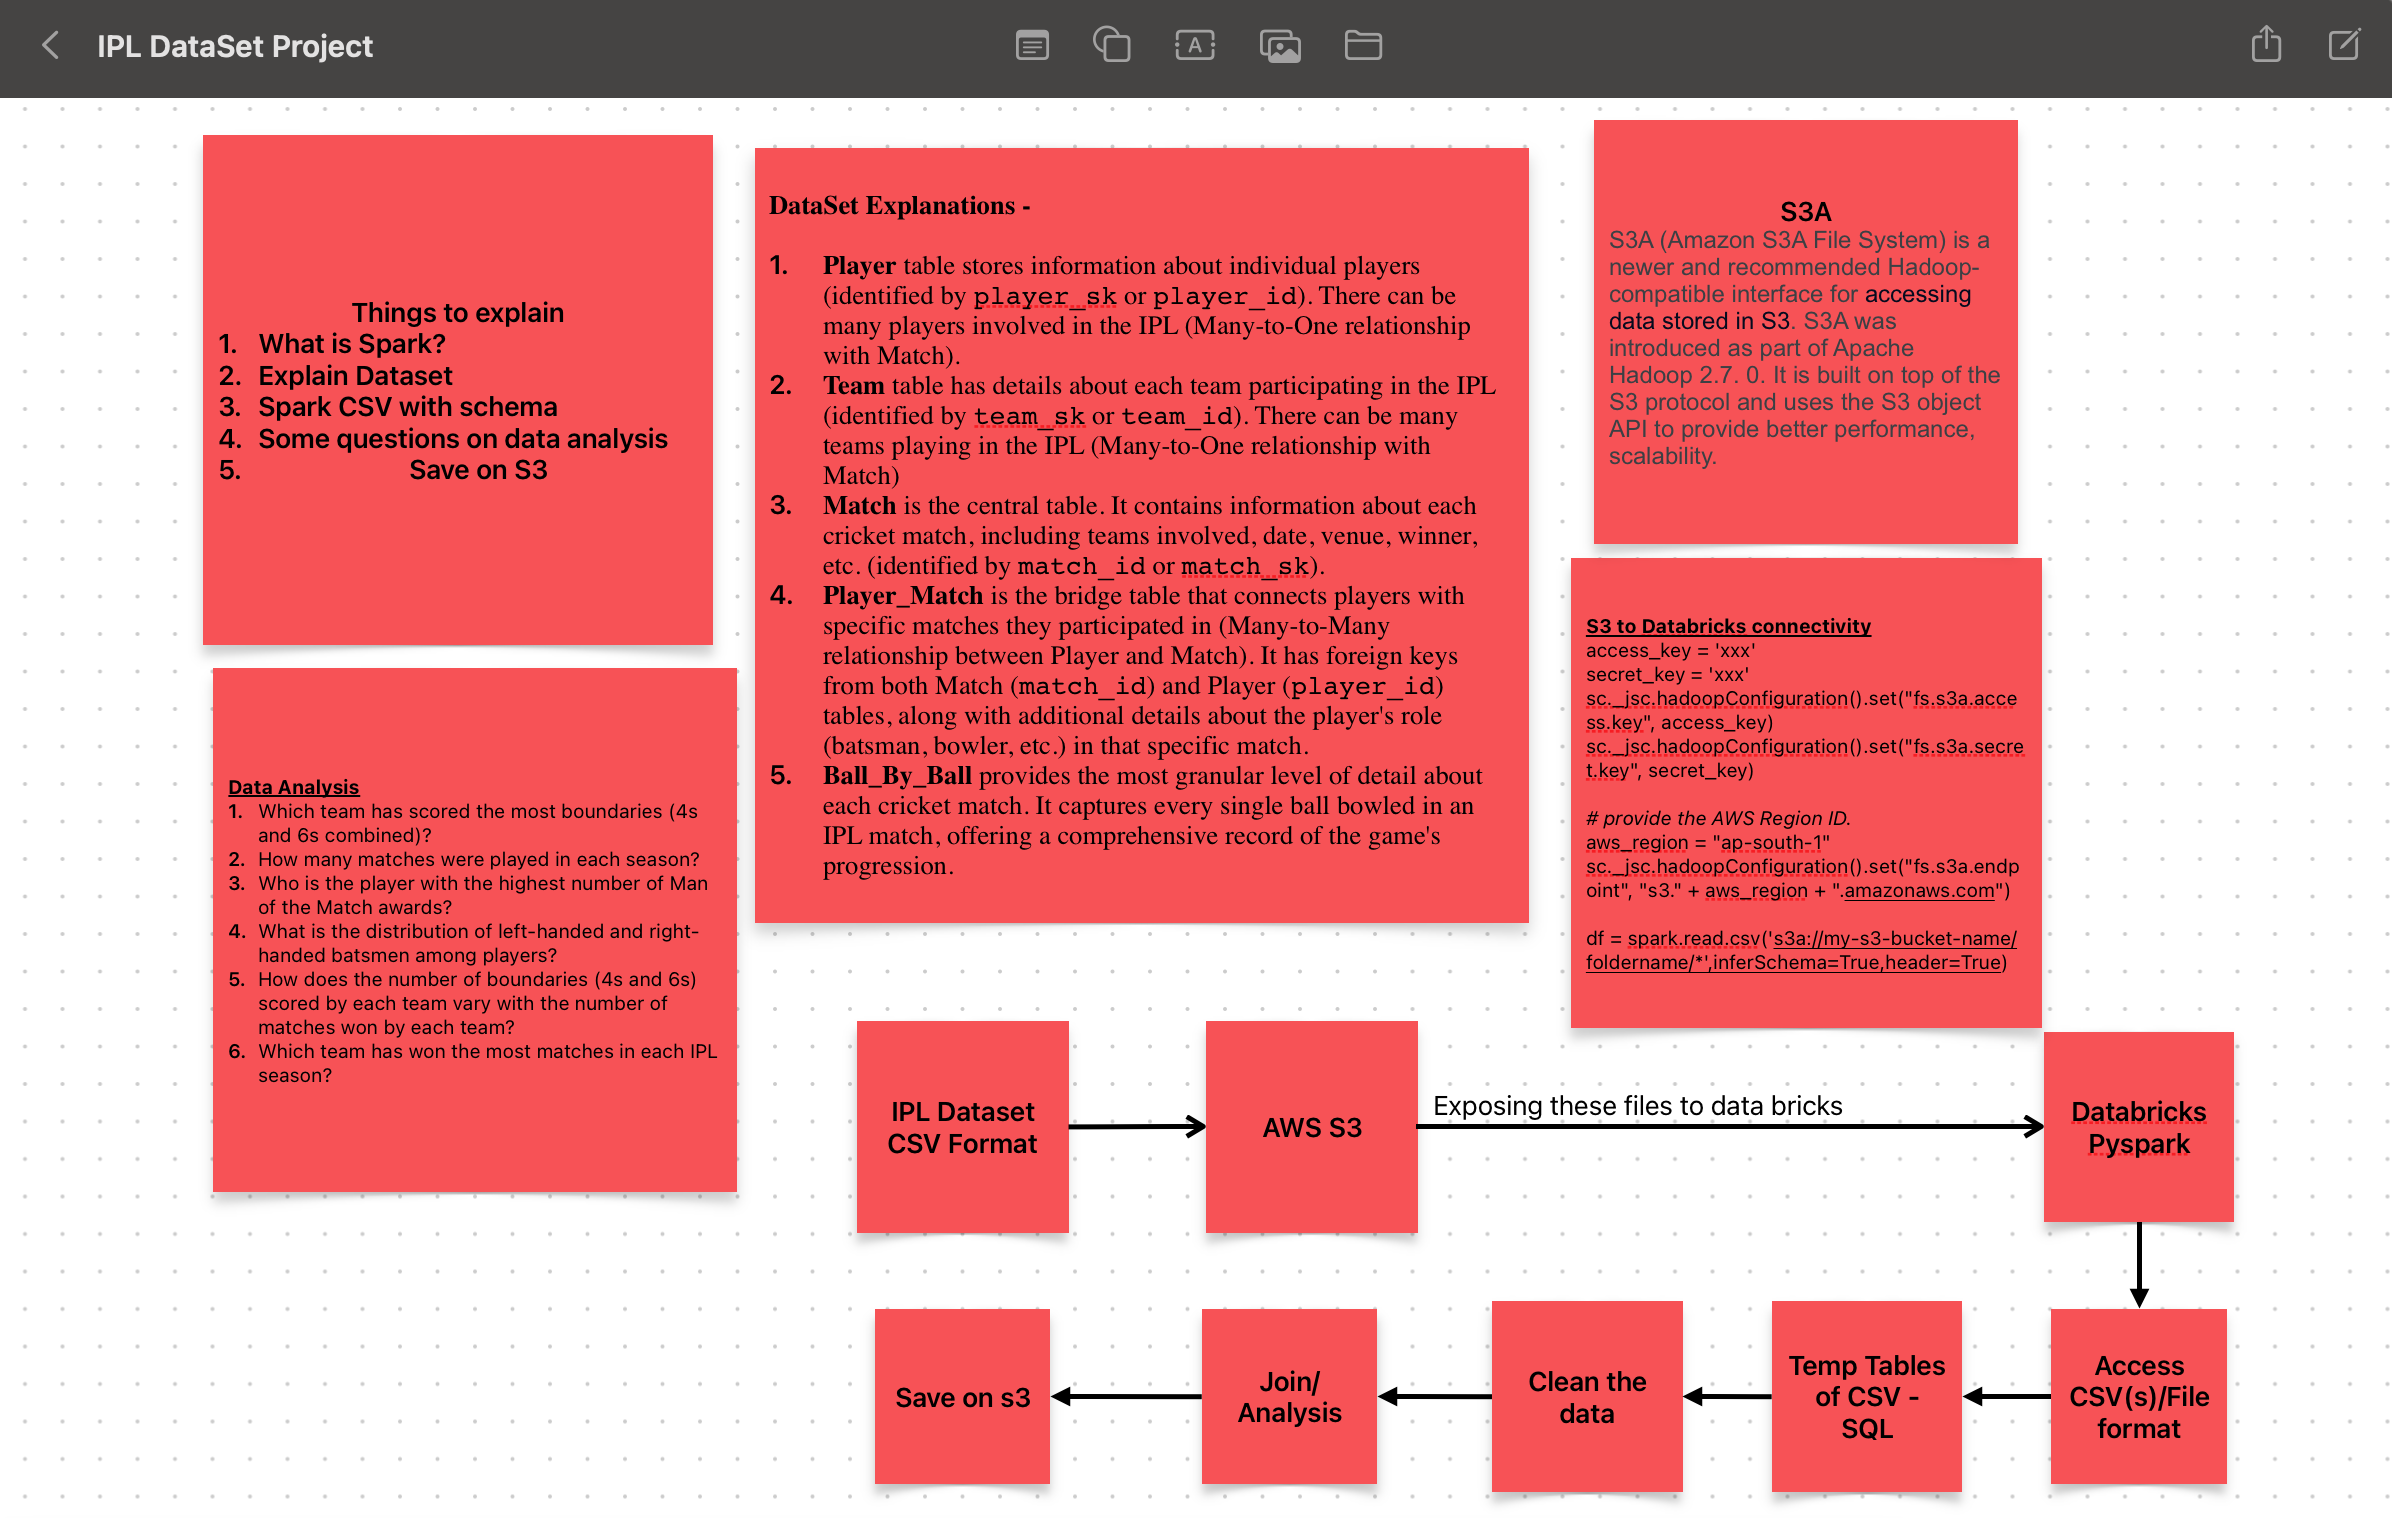 IPL DataSet Project
Things to explain
1. What is Spark?
2. Explain Dataset
3. Spark CSV with schema
4. Some questions on data analysis
5. Save on S3
Data Analysis
1. Which team has scored the most boundaries (4s
and 6s combined)?
2. How many matches were played in each season?
3. Who is the player with the highest number of Man
of the Match awards?
4. What is the distribution of left-handed and right-
handed batsmen among players?
5. How does the number of boundaries (4s and 6s)
scored by each team vary with the number of
matches won by each team?
6. Which team has won the most matches in each IPL
season?
DataSet Explanations -
1. Player table stores information about individual players
(identified by player_sk or player_id). There can be
many players involved in the IPL (Many-to-One relationship
with Match).
2. Team table has details about each team participating in the IPL
(identified by team_sk or team_id). There can be many
teams playing in the IPL (Many-to-One relationship with
Match)
3. Match is the central table. It contains information about each
cricket match, including teams involved, date, venue, winner,
etc. (identified by match_id or match_sk).
4. Player_Match is the bridge table that connects players with
specific matches they participated in (Many-to-Many
relationship between Player and Match). It has foreign keys
from both Match (match_id) and Player (player_id)
tables, along with additional details about the player's role
(batsman, bowler, etc.) in that specific match.
5. Ball_By_Ball provides the most granular level of detail about
each cricket match. It captures every single ball bowled in an
IPL match, offering a comprehensive record of the game's
progression.
S3A
S3A (Amazon S3A File System) is a
newer and recommended Hadoop-
compatible interface for accessing
data stored in S3. S3A was
introduced as part of Apache
Hadoop 2.7. 0. It is built on top of the
S3 protocol and uses the S3 object
API to provide better performance,
scalability.
S3 to Databricks connectivity
access_key = 'xxx'
secret_key = 'xxx'
sc._jsc.hadoopConfiguration().set("fs.s3a.acce
ss.key", access_key)
sc._jsc.hadoopConfiguration().set("fs.s3a.secre
t.key", secret_key)
# provide the AWS Region ID.
aws_region = "ap-south-1"
sc._jsc.hadoopConfiguration().set("fs.s3a.endp
oint", "s3." + aws_region + ".amazonaws.com")
df = spark.read.csv('s3a://my-s3-bucket-name/
foldername/*',inferSchema=True,header=True)
IPL Dataset
CSV Format
AWS S3
Exposing these files to data bricks
Databricks
Pyspark
Access
CSV(s)/File
format
Temp Tables
of CSV -
SQL
Clean the
data
Join/
Analysis
Save on s3